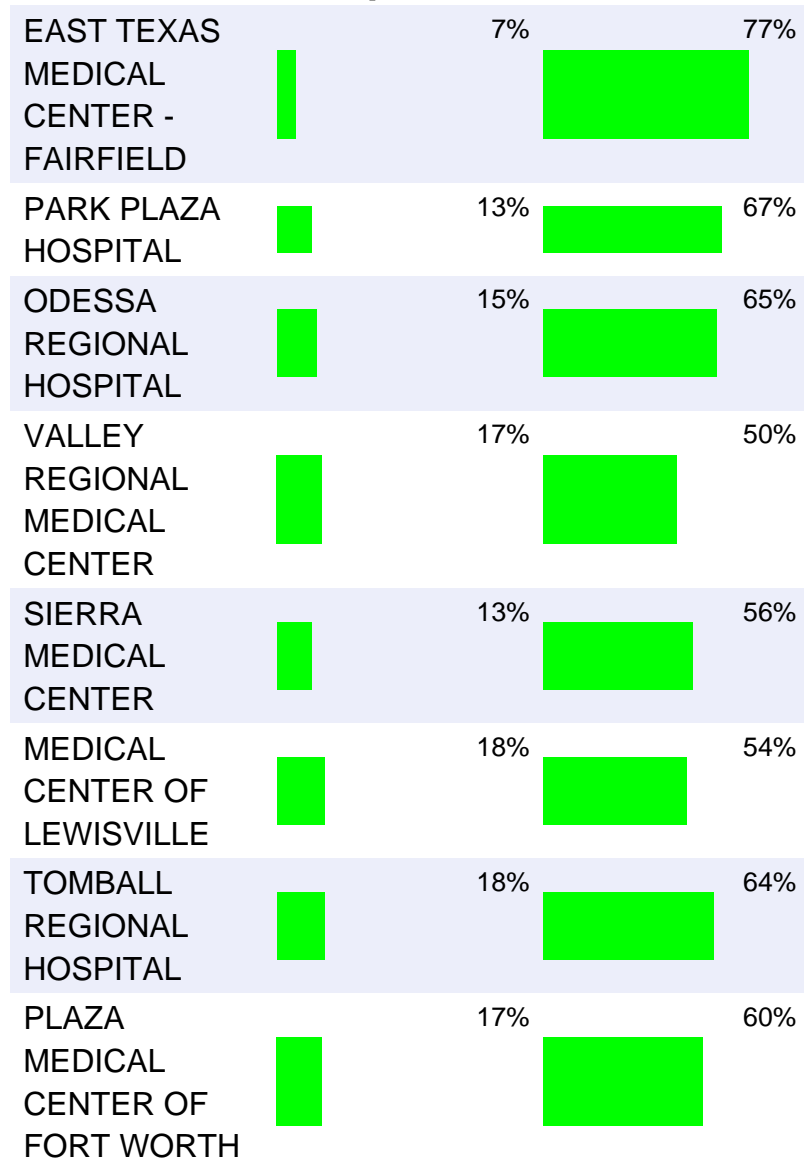 EAST TEXAS 7% 77%
MEDICAL
CENTER -
FAIRFIELD
PARK PLAZA 13% 67%
HOSPITAL
ODESSA 15% 65%
REGIONAL
HOSPITAL
VALLEY 17% 50%
REGIONAL
MEDICAL
CENTER
SIERRA 13% 56%
MEDICAL
CENTER
MEDICAL 18% 54%
CENTER OF
LEWISVILLE
TOMBALL 18% 64%
REGIONAL
HOSPITAL
PLAZA 17% 60%
MEDICAL
CENTER OF
FORT WORTH